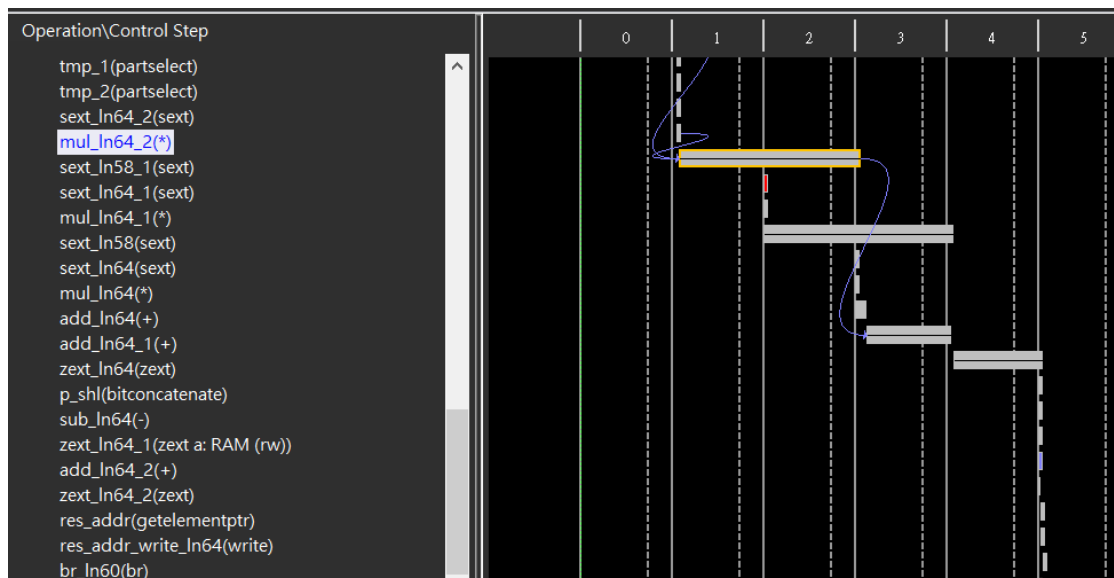 Operation\Control Step
0 1 2 3 4 5
tmp_1(partselect)
tmp_2(partselect)
sext_ln64_2(sext)
mul_ln64_2(*)
sext_ln58_1(sext)
sext_ln64_1(sext)
mul_ln64_1(*)
sext_ln58(sext)
sext_ln64(sext)
mul_ln64(*)
add_ln64(+)
add_ln64_1(+)
zext_ln64(zext)
p_shl(bitconcatenate)
sub_ln64(-)
zext_ln64_1(zext a: RAM (rw))
add_ln64_2(+)
zext_ln64_2(zext)
res_addr(getelementptr)
res_addr_write_ln64(write)
br_ln60(br)